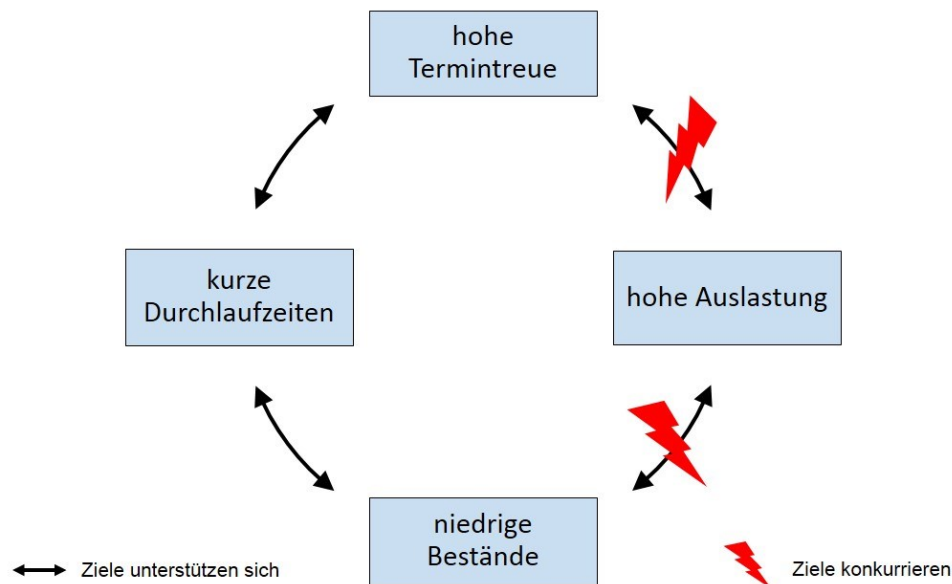 hohe
Termintreue
kurze
Durchlaufzeiten
hohe Auslastung
niedrige
Bestände
Ziele unterstützen sich
Ziele konkurrieren